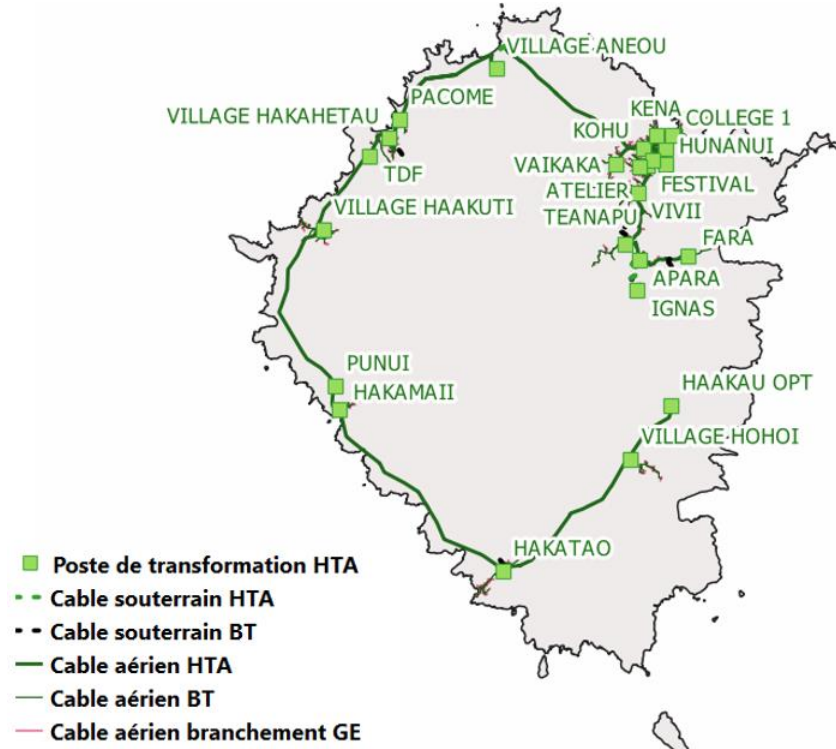 VILLAGE ANEOU
PACOME
VILLAGE HAKAHETAU
KENA
COLLEGE 1
KOHU
HUNANUI
TDF
VAIKAKA
ATELIER
FESTIVAL
VILLAGE HAAKUTI
TEANAPU
VIVII
FARA
APARA
IGNAS
PUNUI
HAKAMAII
HAAKAU OPT
VILLAGE HOHOI
HAKATAO
Poste de transformation HTA
Cable souterrain HTA
Cable souterrain BT
Cable aérien HTA
Cable aérien BT
Cable aérien branchement GE